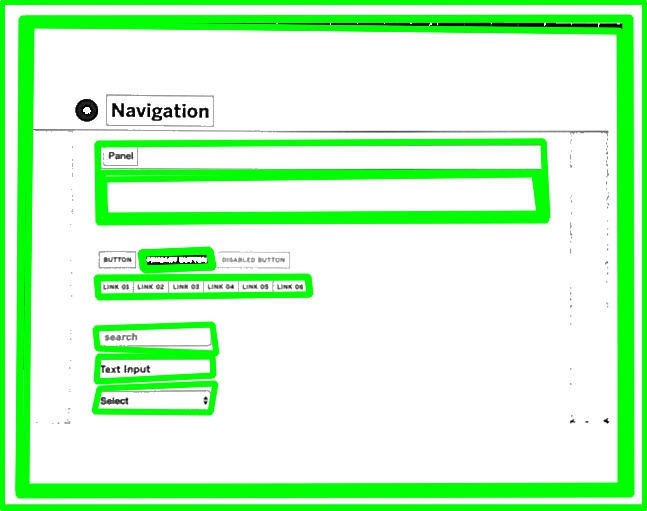 Navigation
Panel
BUTTON PRIMARY BUTTON DISABLED BUTTON
LINK 01 LINK 02 LINK 03 LINK 04 LINK 05 LINK 06
search
Text Input
Select